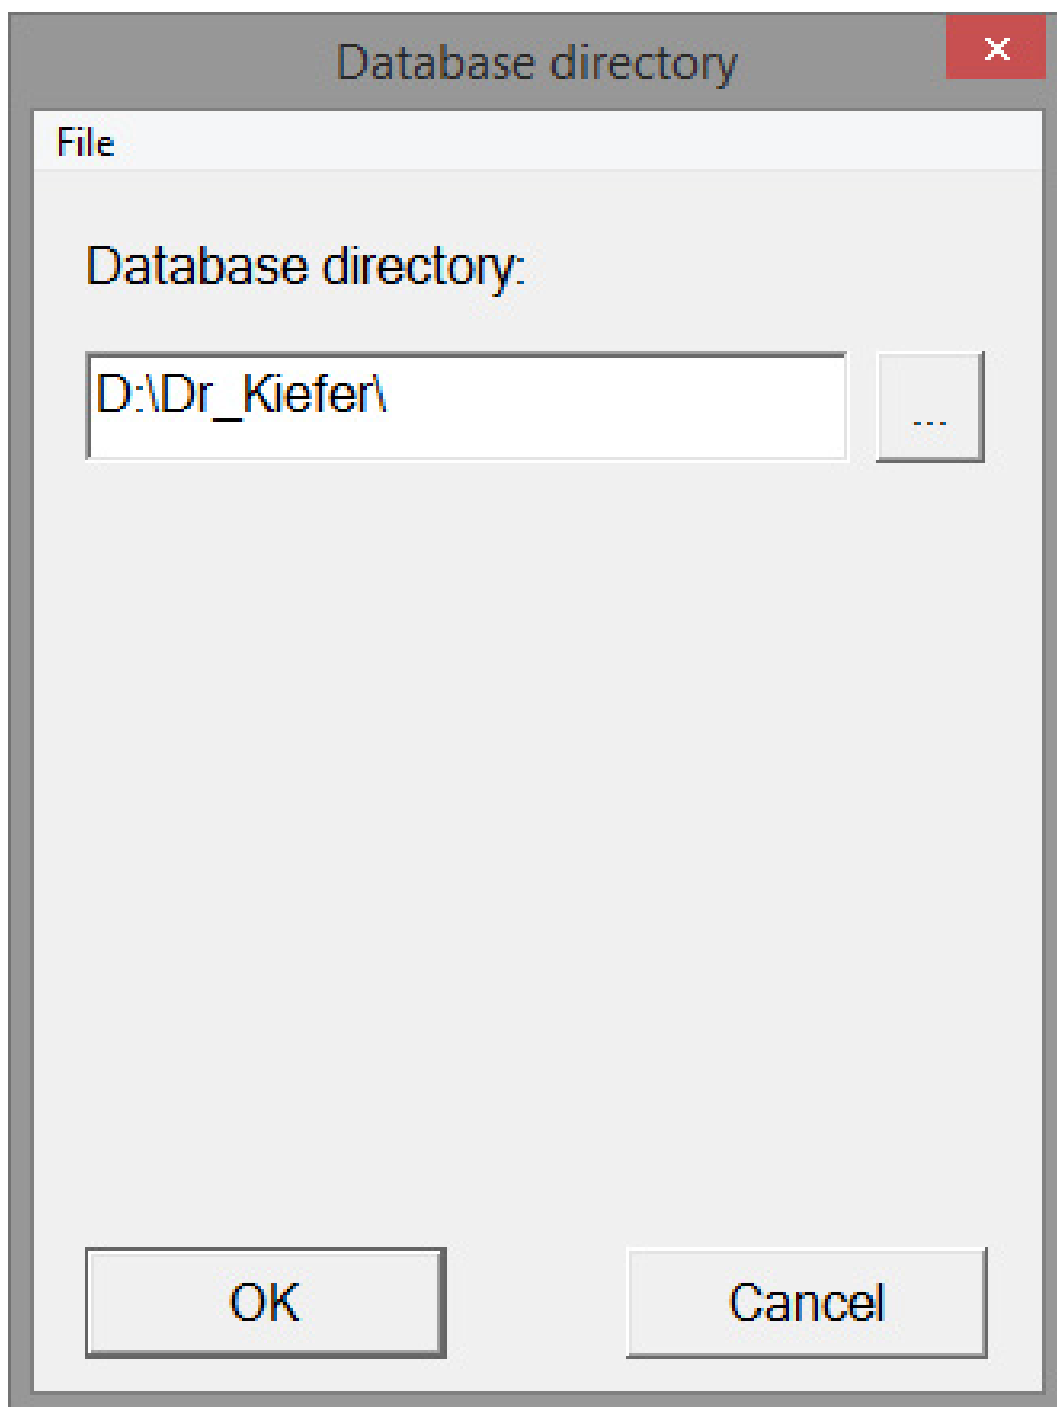 Database directory
File
Database directory:
D:\Dr_Kiefer\
...
OK
Cancel